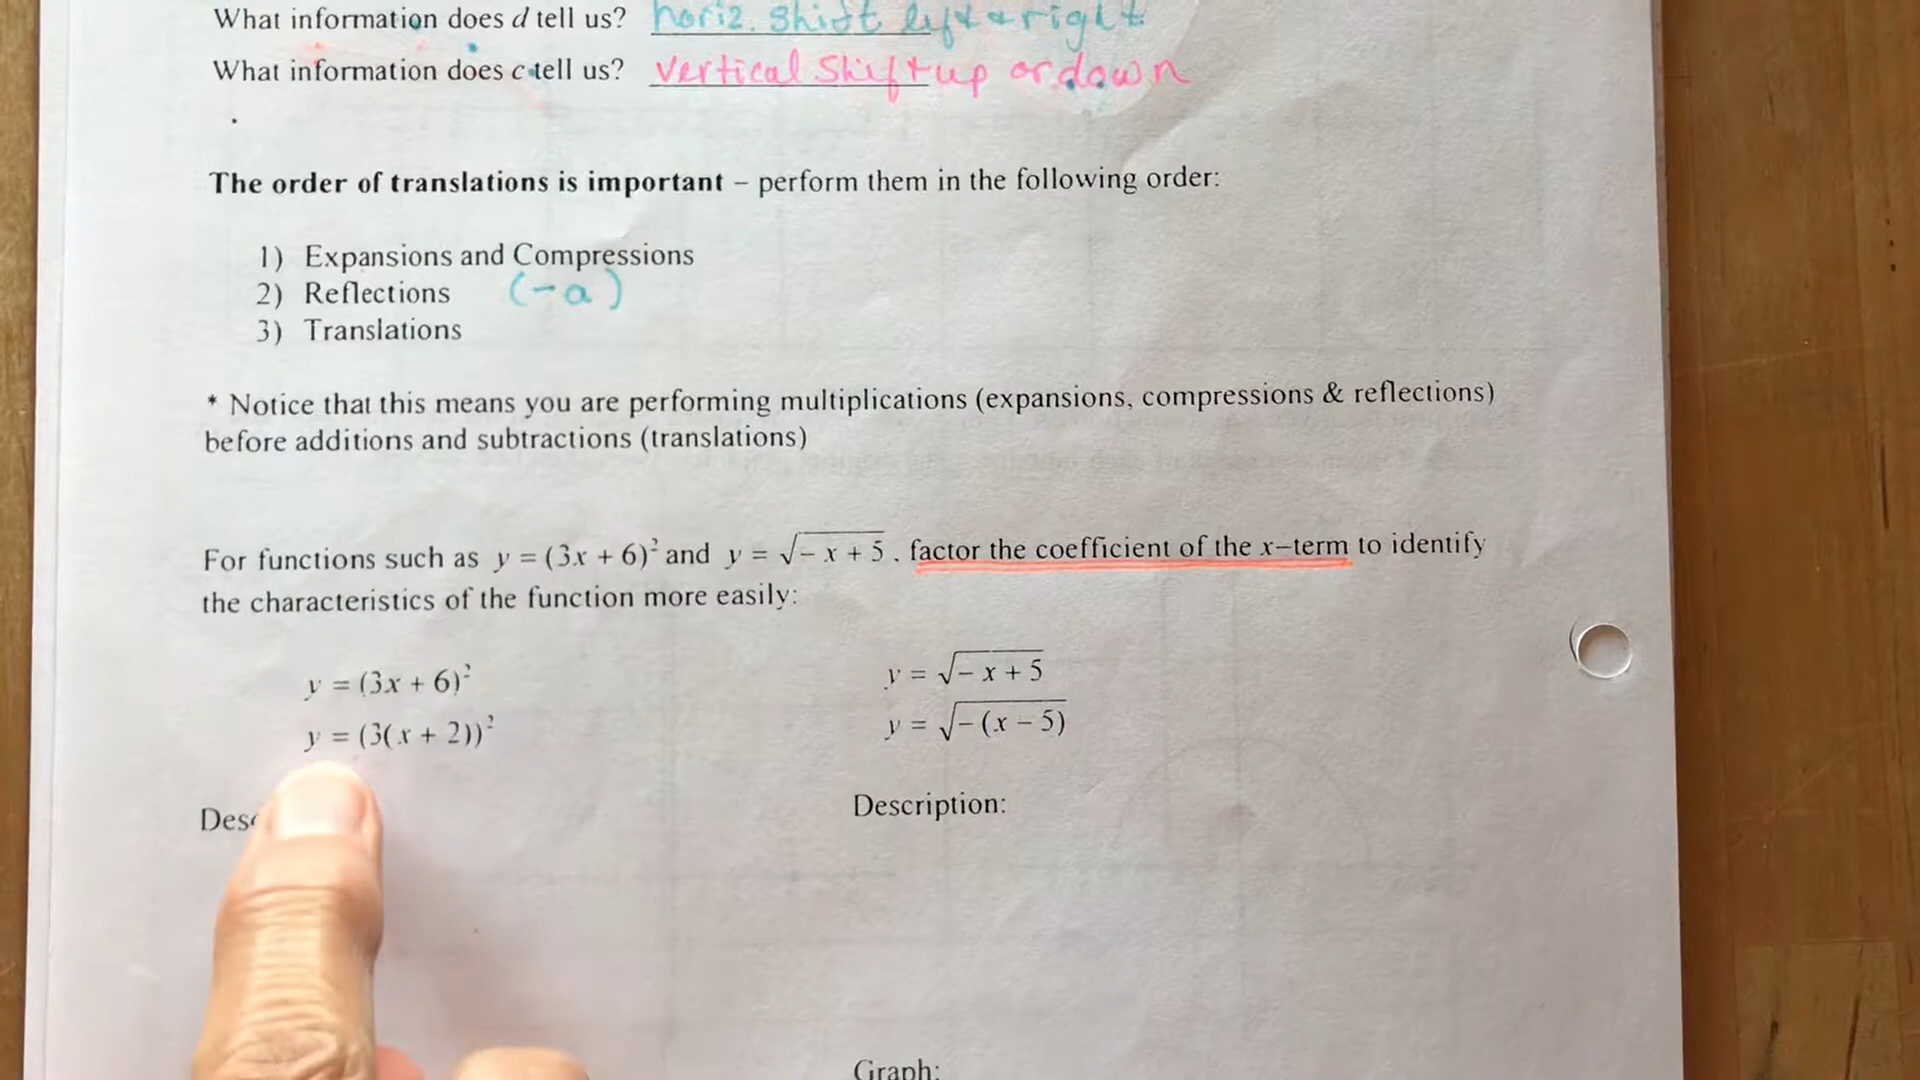 What information does d tell us? horiz. shift left & right
What information does c tell us? vertical shift up or down
The order of translations is important – perform them in the following order:
1) Expansions and Compressions
2) Reflections (-a)
3) Translations
* Notice that this means you are performing multiplications (expansions, compressions & reflections)
before additions and subtractions (translations)
For functions such as y = (3x + 6)² and y = √(- x + 5) . factor the coefficient of the x–term to identify
the characteristics of the function more easily:
y = (3x + 6)²
y = (3(x + 2))²
y = √(- x + 5)
y = √(- (x – 5))
Description:
Graph: